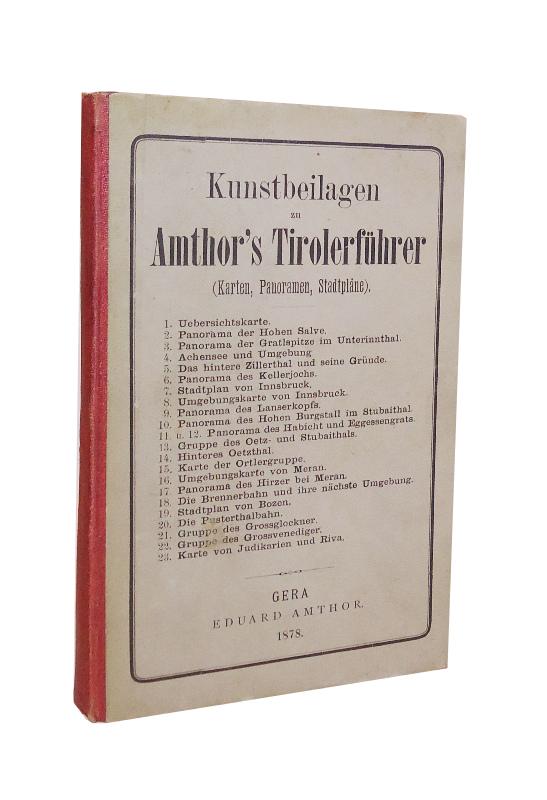 Kunstbeilagen
zu
Amthor's Tirolerführer
(Karten, Panoramen, Stadtpläne).
1. Uebersichtskarte.
2. Panorama der Hohen Salve.
3. Panorama der Gratlspitze im Unterinnthal.
4. Achensee und Umgebung
5. Das hintere Zillerthal und seine Gründe.
6. Panorama des Kellerjochs.
7. Stadtplan von Innsbruck.
8. Umgebungskarte von Innsbruck.
9. Panorama des Lanserkopfs.
10. Panorama des Hohen Burgstall im Stubaithal.
11. u. 12. Panorama des Habicht und Eggessengrats.
13. Gruppe des Oetz- und Stubaithals.
14. Hinteres Oetzthal.
15. Karte der Ortlergruppe.
16. Umgebungskarte von Meran.
17. Panorama des Hirzer bei Meran.
18. Die Brennerbahn und ihre nächste Umgebung.
19. Stadtplan von Bozen.
20. Die Pusterthalbahn.
21. Gruppe des Grossglockner.
22. Gruppe des Grossvenediger.
23. Karte von Judikarien und Riva.
GERA
EDUARD AMTHOR.
1878.